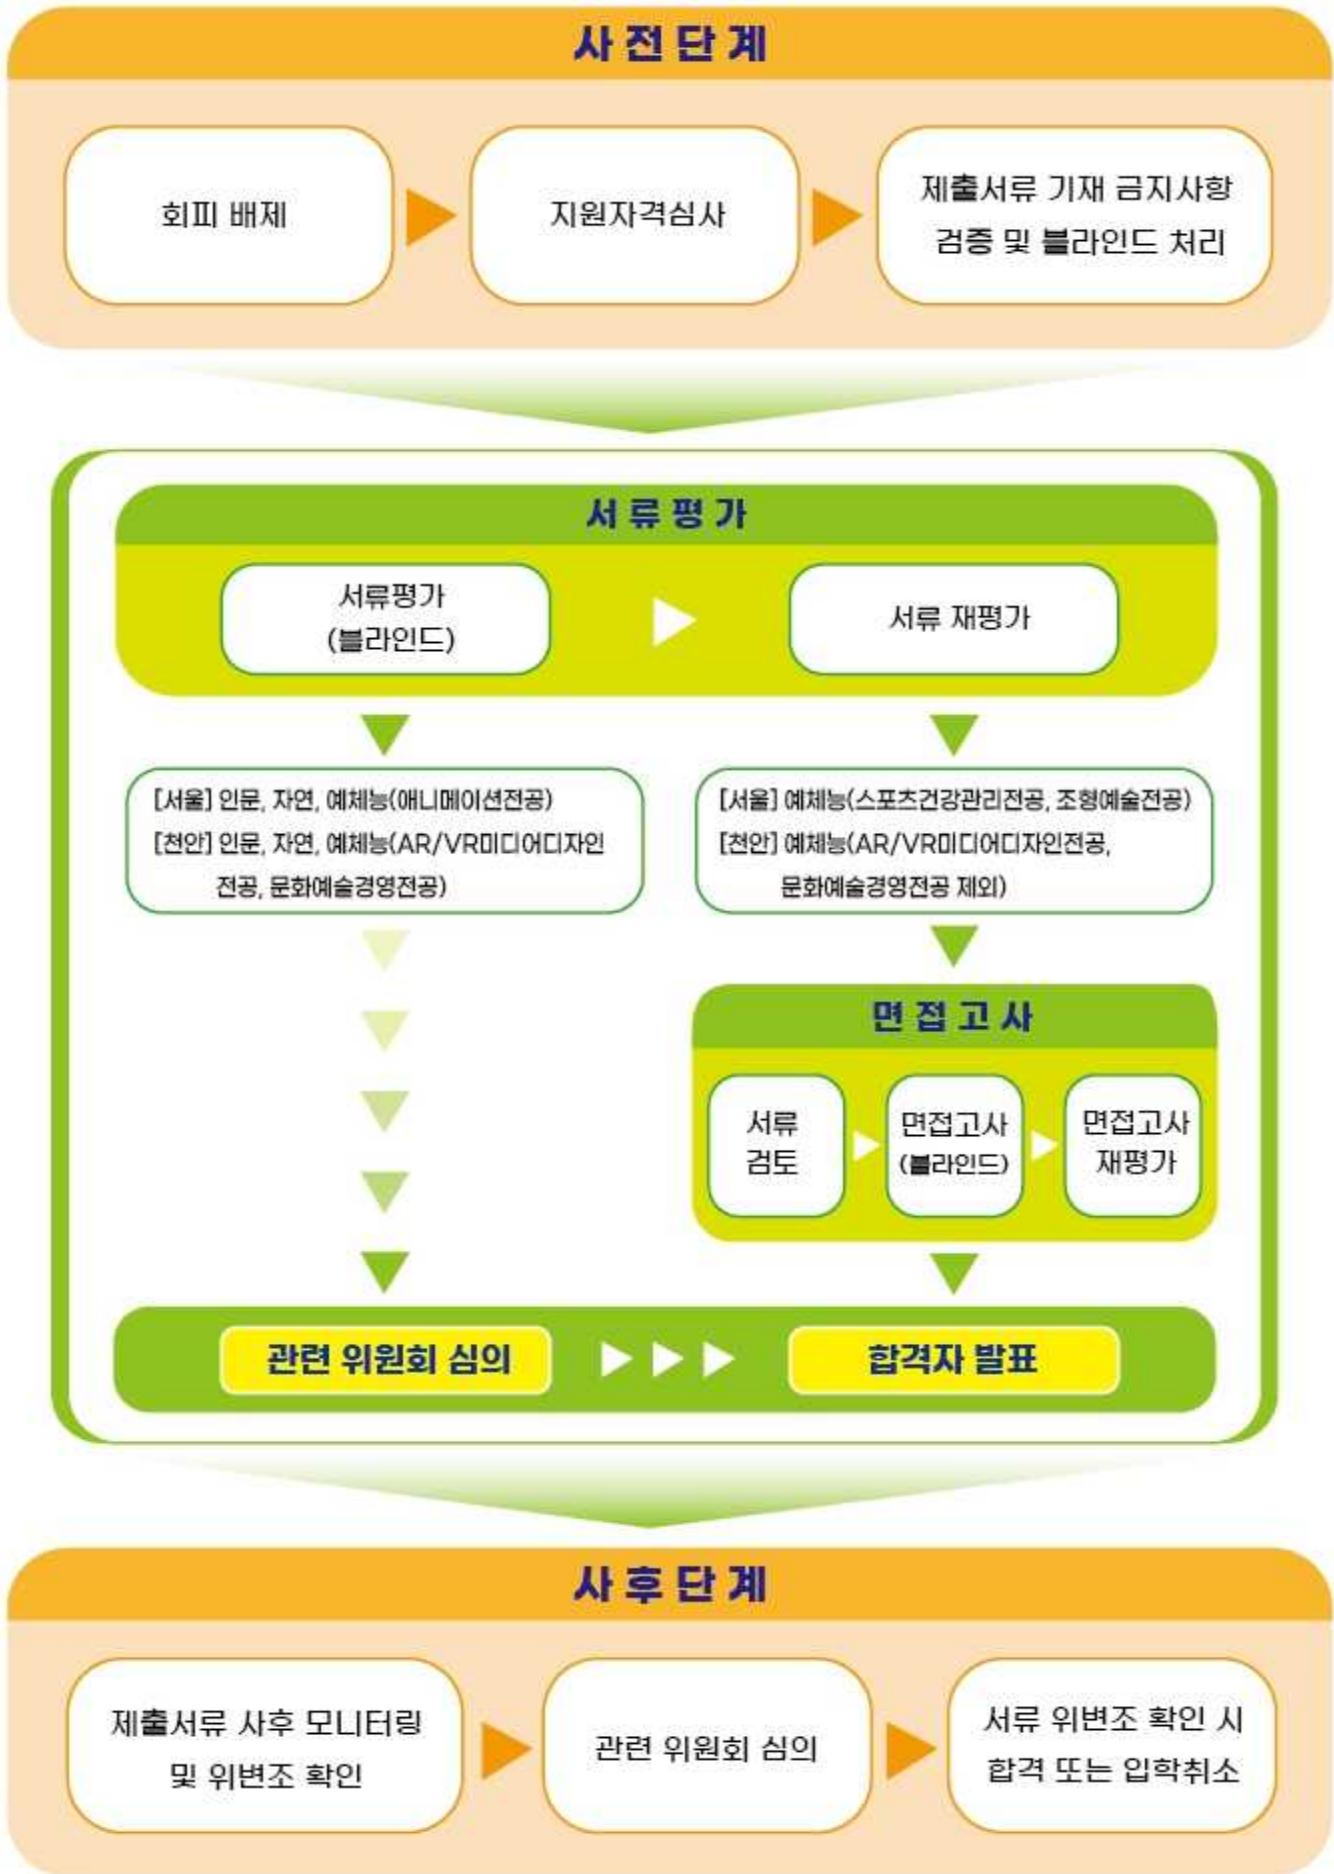 사전단계
회피 배제
지원자격심사
제출서류 기재 금지사항
검증 및 블라인드 처리
서류평가
서류평가
(블라인드)
서류 재평가
[서울] 인문, 자연, 예체능(애니메이션전공)
[천안] 인문, 자연, 예체능(AR/VR미디어디자인
전공, 문화예술경영전공)
[서울] 예체능(스포츠건강관리전공, 조형예술전공)
[천안] 예체능(AR/VR미디어디자인전공,
문화예술경영전공 제외)
면접고사
서류
검토
면접고사
(블라인드)
면접고사
재평가
관련 위원회 심의
합격자 발표
사후단계
제출서류 사후 모니터링
및 위변조 확인
관련 위원회 심의
서류 위변조 확인 시
합격 또는 입학취소